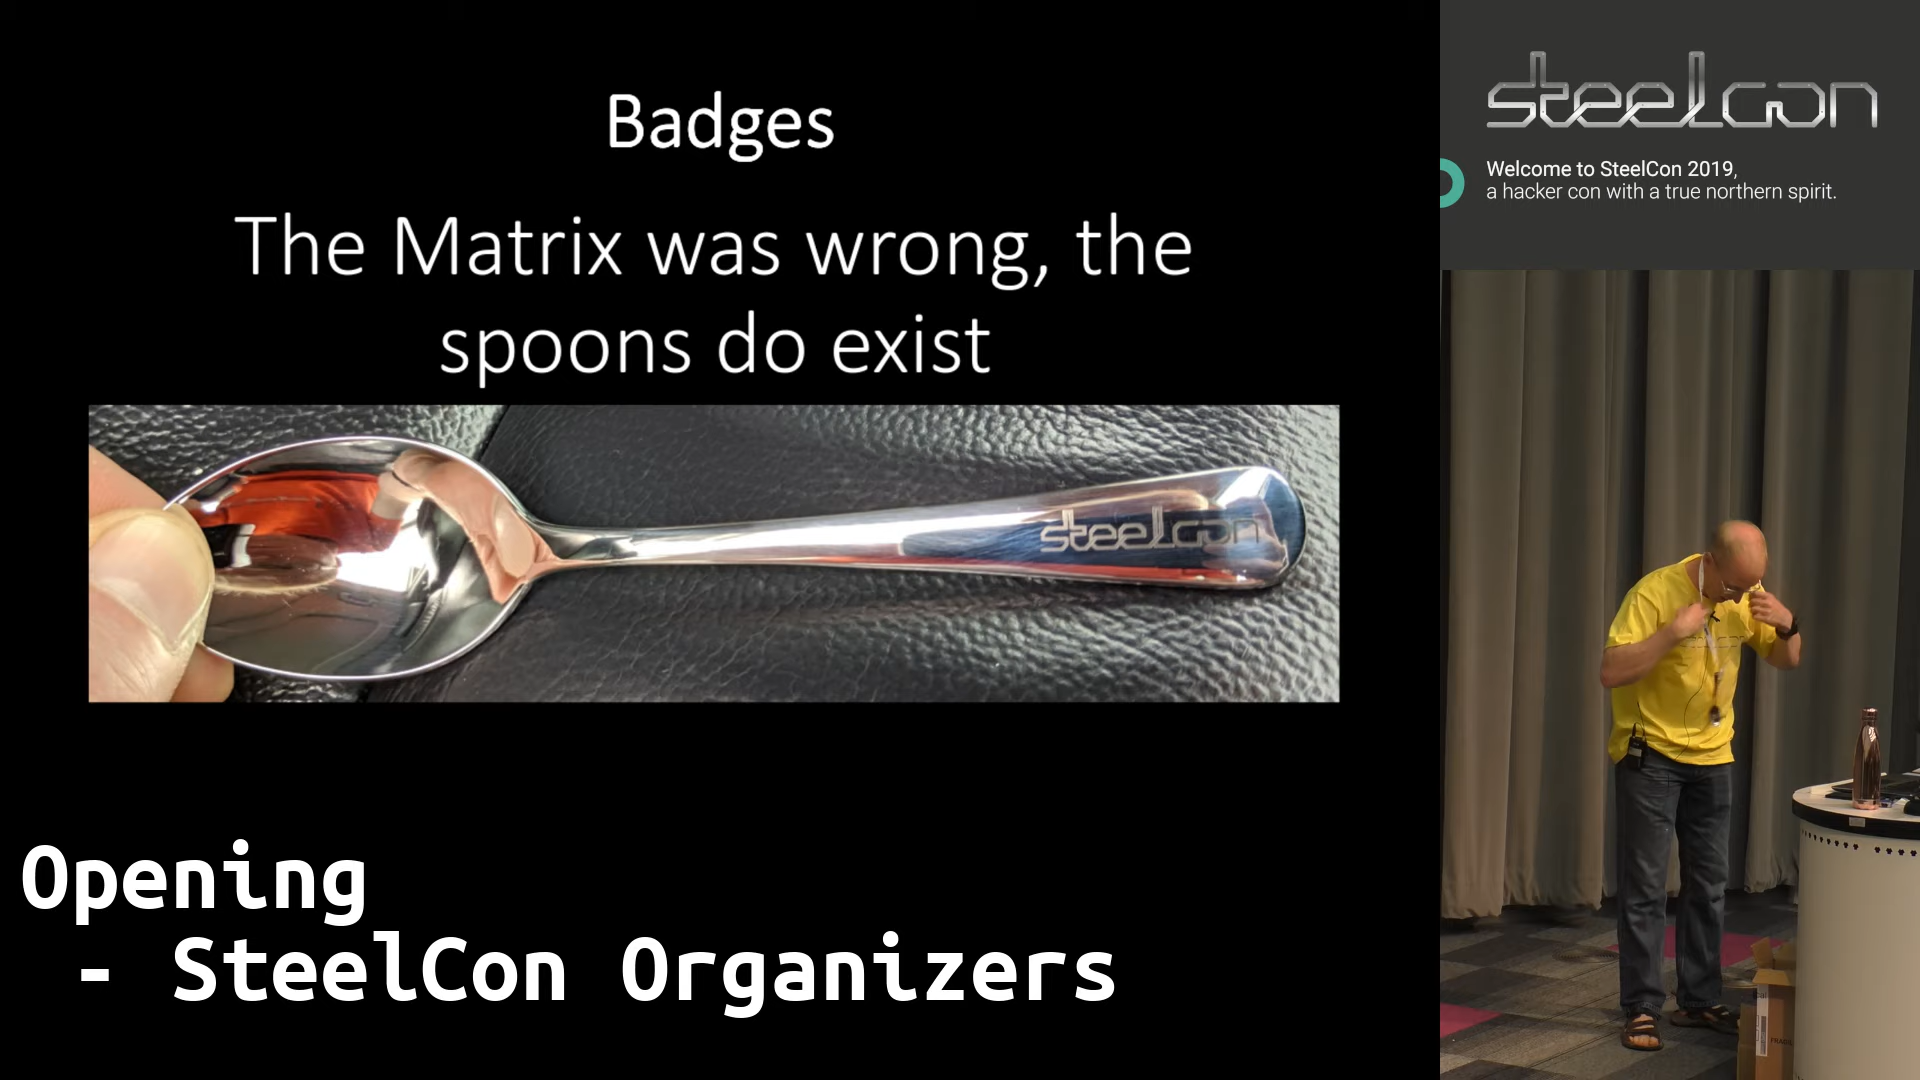 Badges
The Matrix was wrong, the
spoons do exist
steelcon
Opening
- SteelCon Organizers
steelcon
Welcome to SteelCon 2019,
a hacker con with a true northern spirit.
FRAGIL